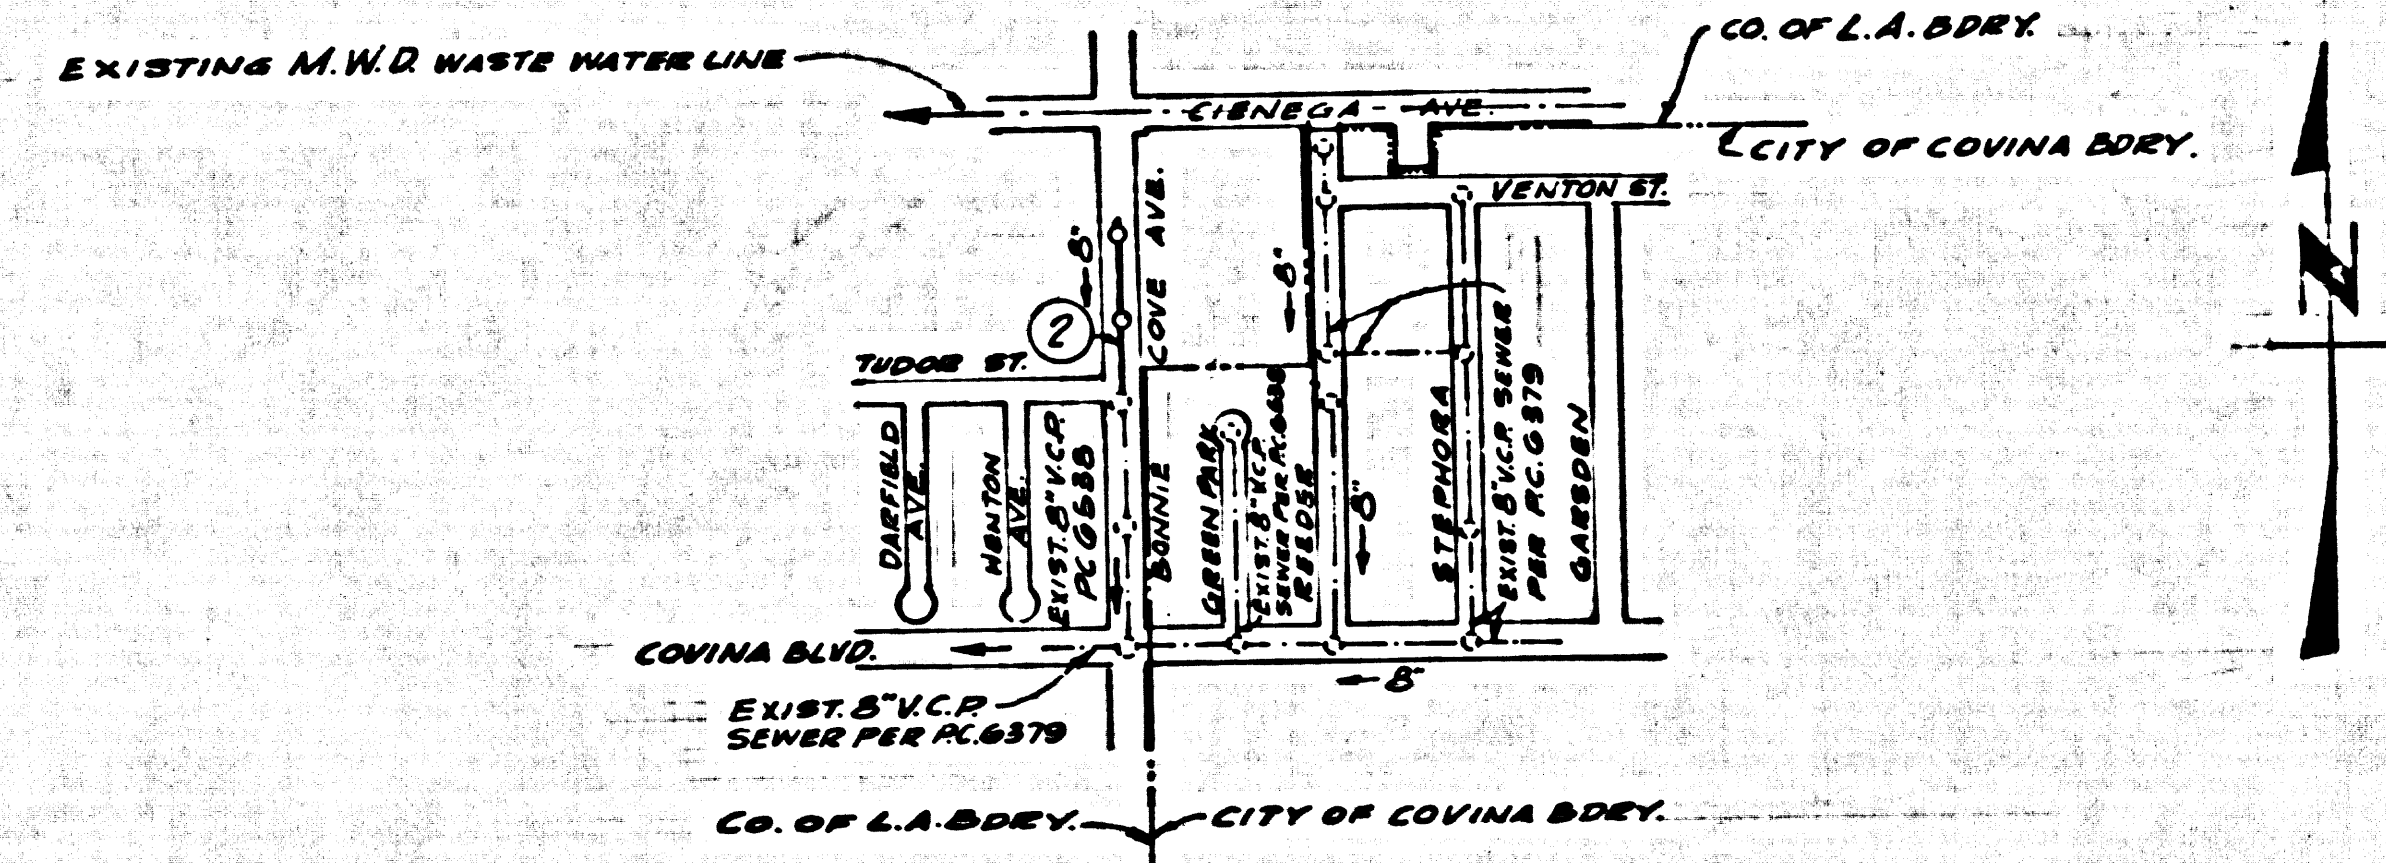 CO. OF L.A. BDRY.
EXISTING M.W.D. WASTE WATER LINE
CIENEGA AVE.
CITY OF COVINA BDRY.
VENTON ST.
8"
COVE AVE.
8"
2
TUDOR ST.
DARFIELD
AVE.
HENTON
AVE.
EXIST. 8" V.C.P.
PC 6688
BONNIE
GREEN PARK
EXIST. 8" V.C.P.
SEWER PER P.C. 6688
REEDSE
8"
STEPHORA
EXIST. 8" V.C.P. SEWER
PER P.C. 6379
GARSDEN
COVINA BLVD.
8"
EXIST. 8" V.C.P.
SEWER PER P.C. 6379
CO. OF L.A. BDRY.
CITY OF COVINA BDRY.
N